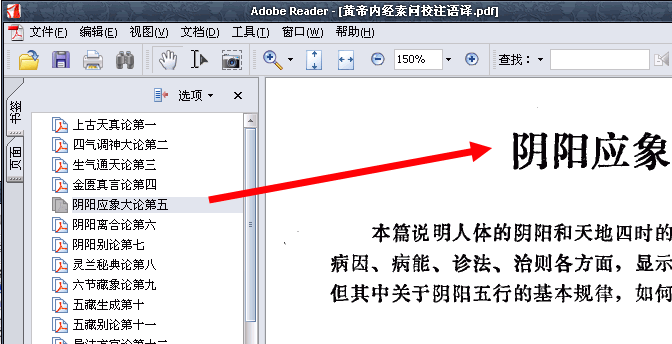 Adobe Reader - [黄帝内经素问校注语译.pdf]
文件(F) 编辑(E) 视图(V) 文档(D) 工具(T) 窗口(W) 帮助(H)
150% 查找:
书签
页面
选项
上古天真论第一
四气调神大论第二
生气通天论第三
金匮真言论第四
阴阳应象大论第五
阴阳离合论第六
阴阳别论第七
灵兰秘典论第八
六节藏象论第九
五藏生成第十
五藏别论第十一
阴阳应象
本篇说明人体的阴阳和天地四时的
病因、病能、诊法、治则各方面，显示
但其中关于阴阳五行的基本规律，如何